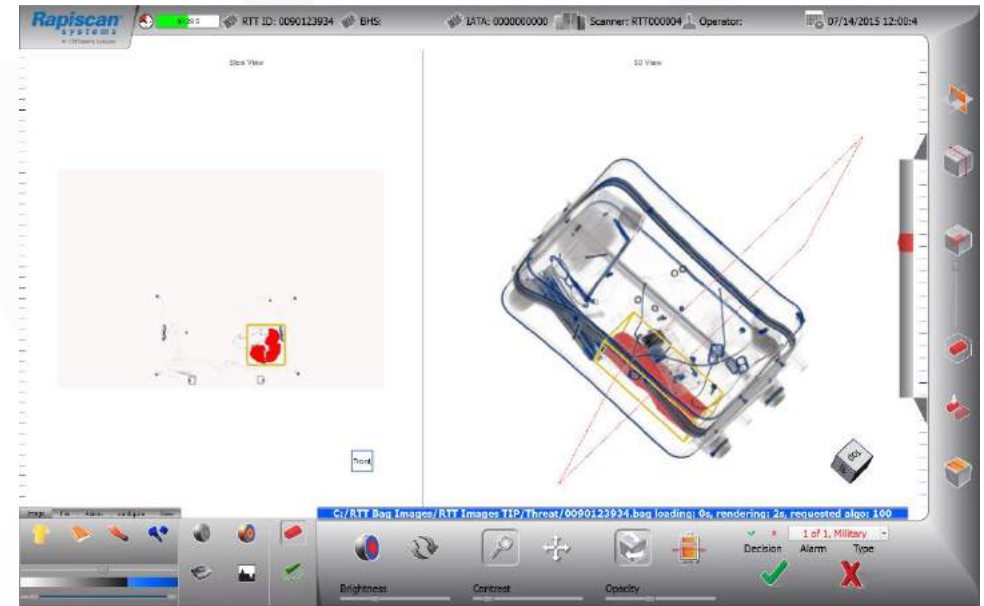 Rapiscan
systems
RTT ID: 0090123934
BHS:
IATA: 0000000000
Scanner: RTT000004
Operator:
07/14/2015 12:08:4
Slice View
3D View
Front
C:/RTT Bag Images/RTT Images TIP/Threat/0090123934.bag loading: 0s, rendering: 2s, requested algo: 100
1 of 1, Military
Decision
Alarm
Type
Brightness
Contrast
Opacity